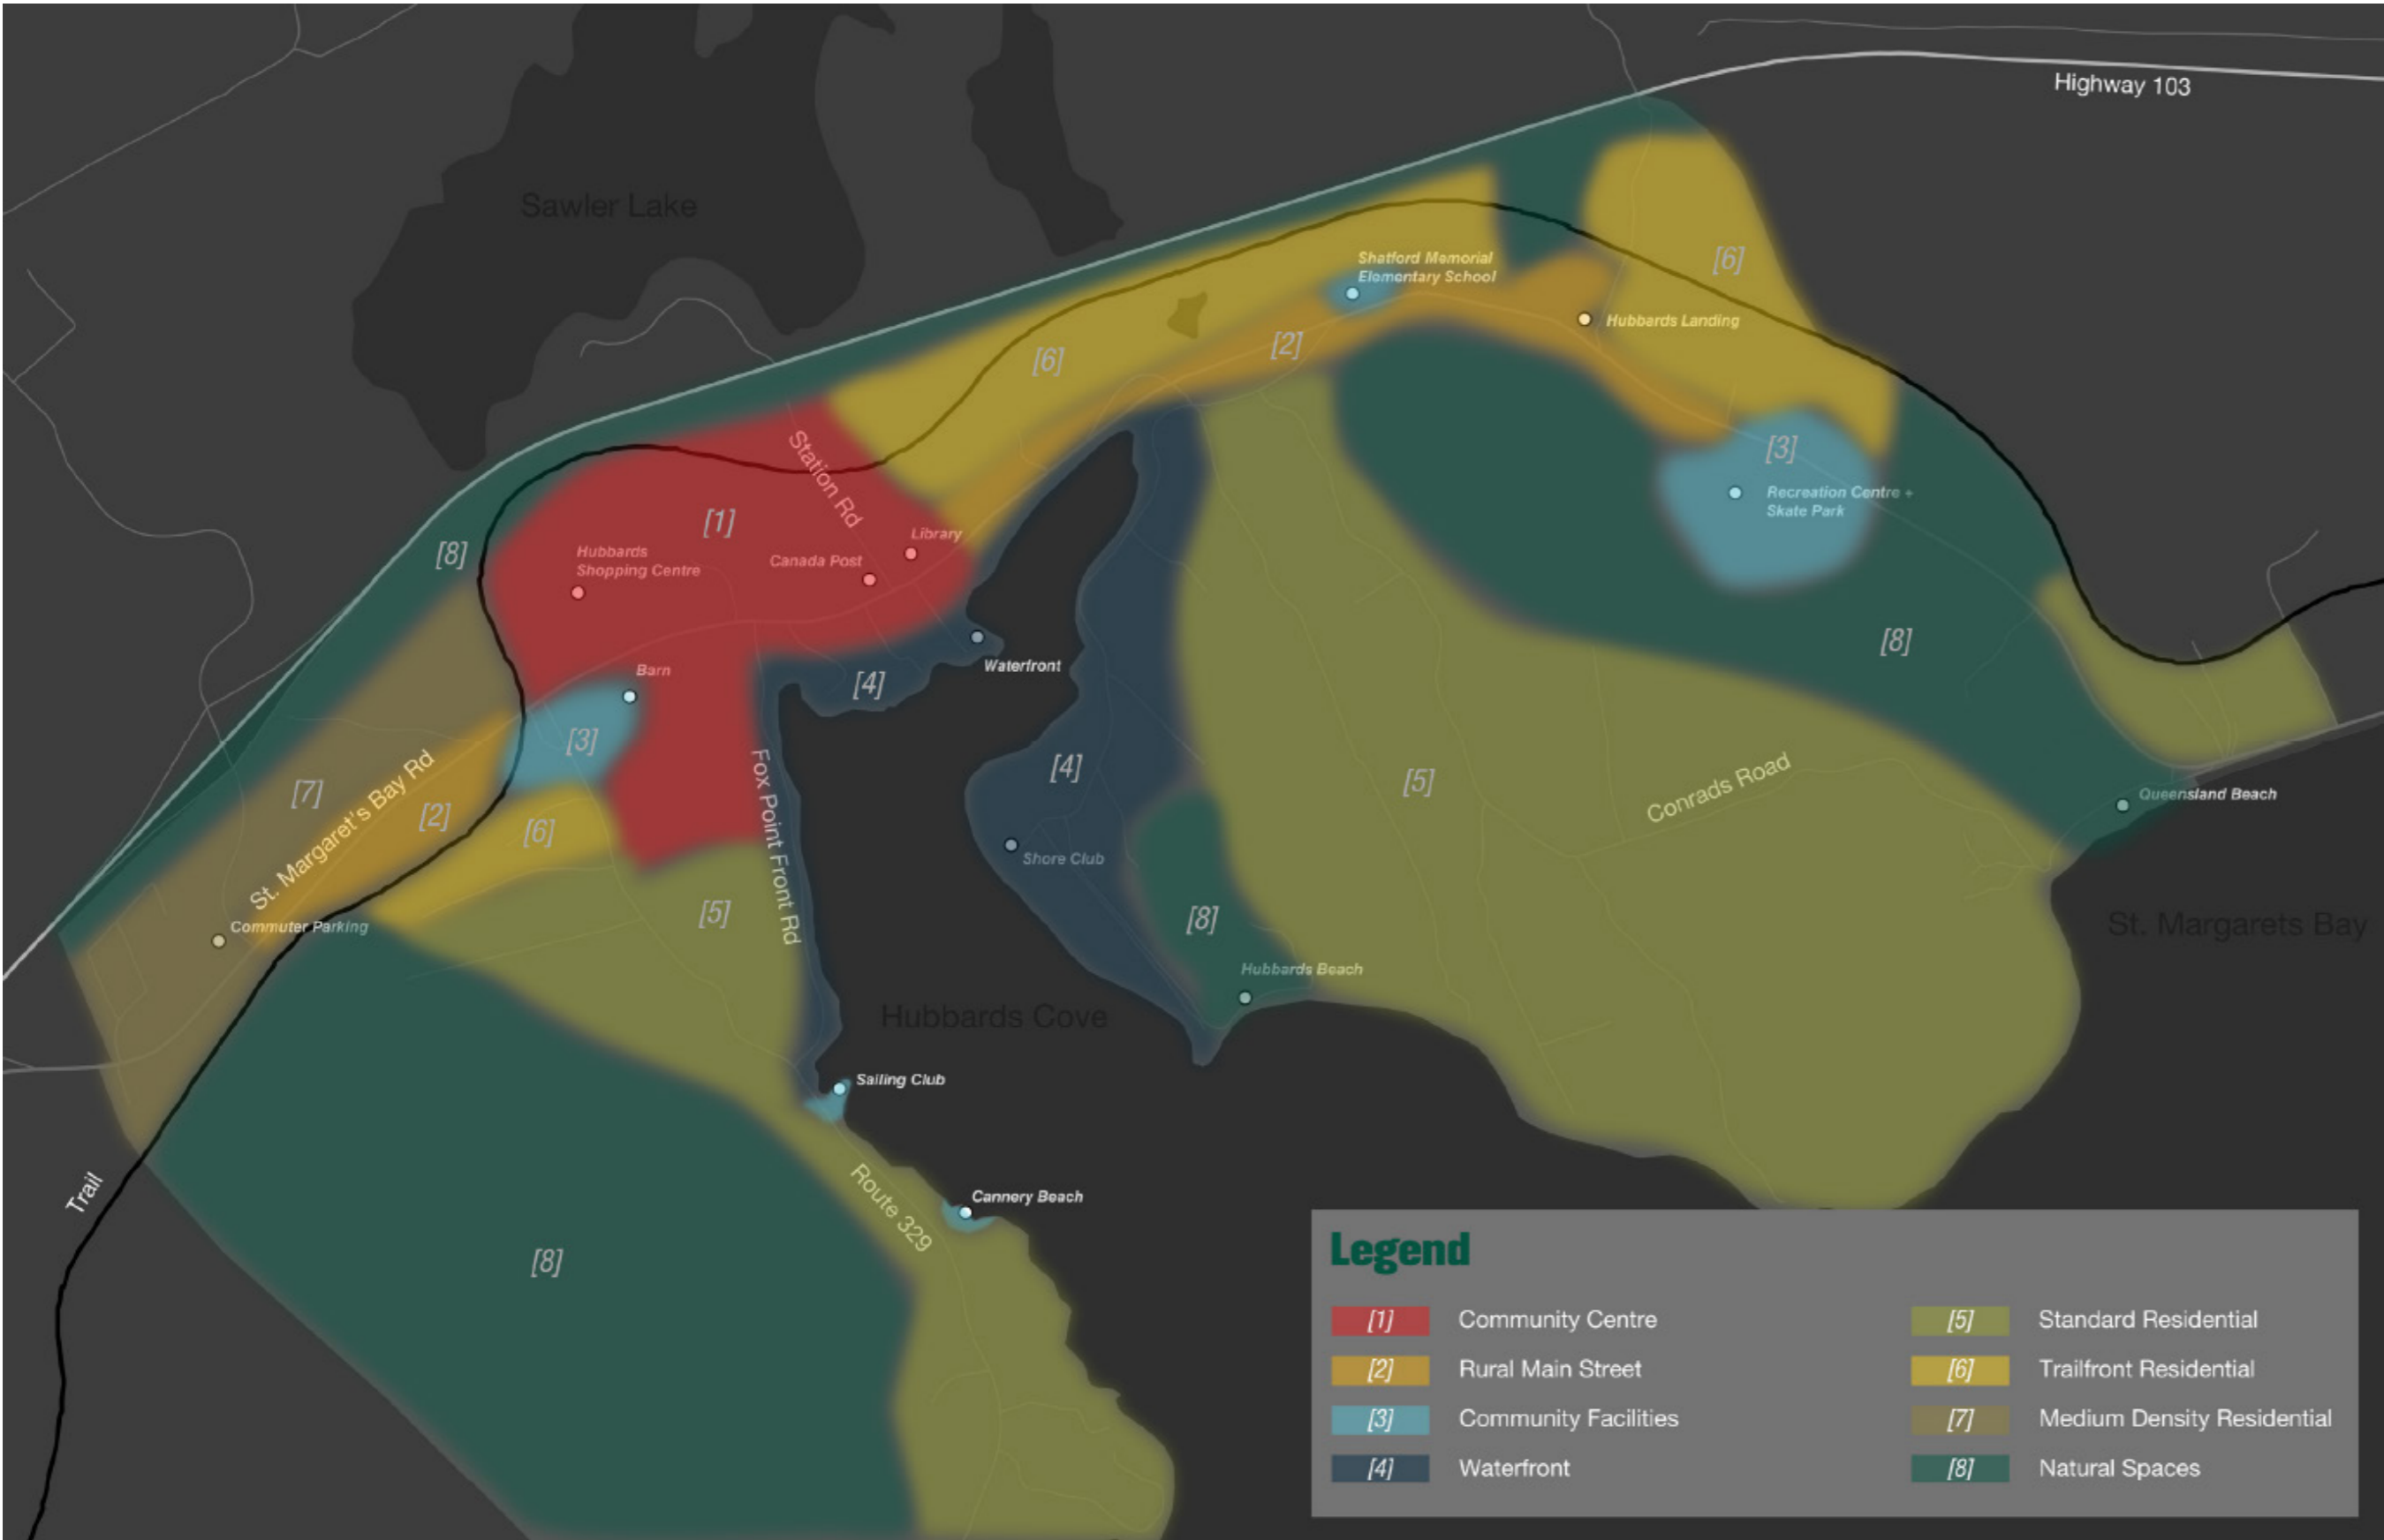 Highway 103
Sawler Lake
Shatford Memorial
Elementary School
[6]
Hubbards Landing
[2]
[6]
Station Rd
[3]
Recreation Centre +
Skate Park
[1]
Library
[8]
Hubbards
Shopping Centre
Canada Post
[8]
Waterfront
Barn
[4]
[3]
[4]
[5]
Conrads Road
[7]
St. Margaret's Bay Rd
[2]
[6]
Fox Point Front Rd
Queensland Beach
Shore Club
[5]
[8]
Commuter Parking
St. Margarets Bay
Hubbards Beach
Hubbards Cove
Sailing Club
Trail
Route 329
Cannery Beach
[8]
Legend
[1] Community Centre
[2] Rural Main Street
[3] Community Facilities
[4] Waterfront
[5] Standard Residential
[6] Trailfront Residential
[7] Medium Density Residential
[8] Natural Spaces